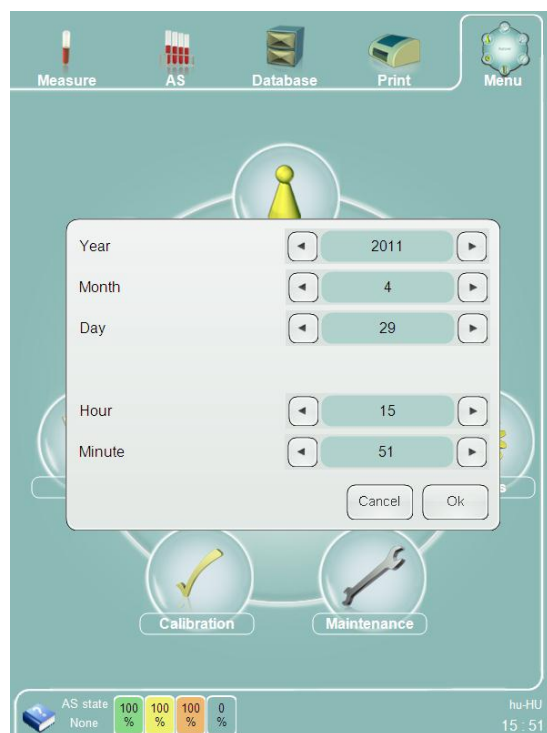 Measure AS Database Print Menu
Year 2011
Month 4
Day 29
Hour 15
Minute 51
Cancel Ok
Calibration Maintenance
AS state 100 100 100 0 hu-HU
None % % % % 15 : 51